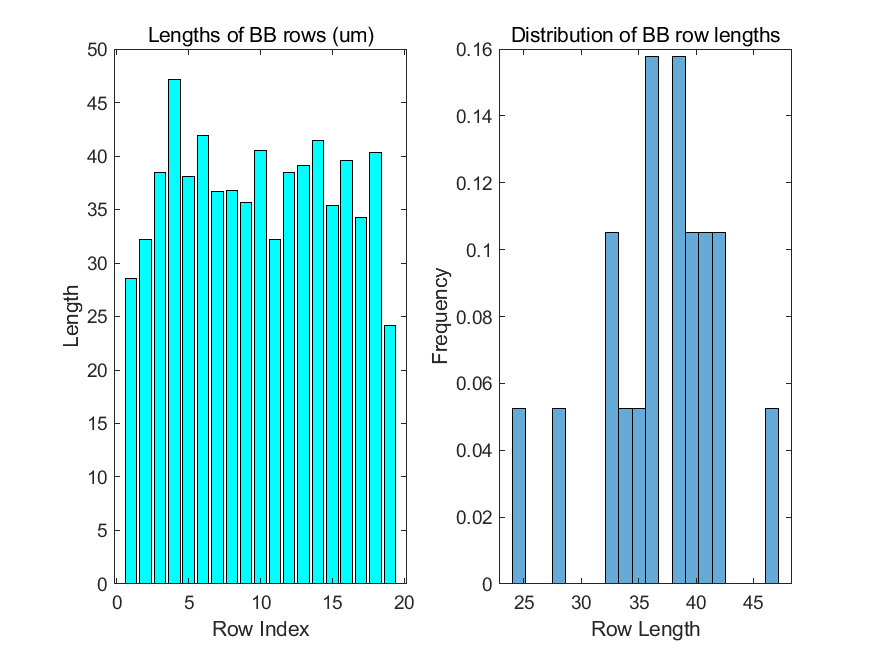 Lengths of BB rows (um)
50
45
40
35
30
25
20
15
10
5
0
Length
0 5 10 15 20
Row Index
Distribution of BB row lengths
0.16
0.14
0.12
0.1
0.08
0.06
0.04
0.02
0
Frequency
25 30 35 40 45
Row Length